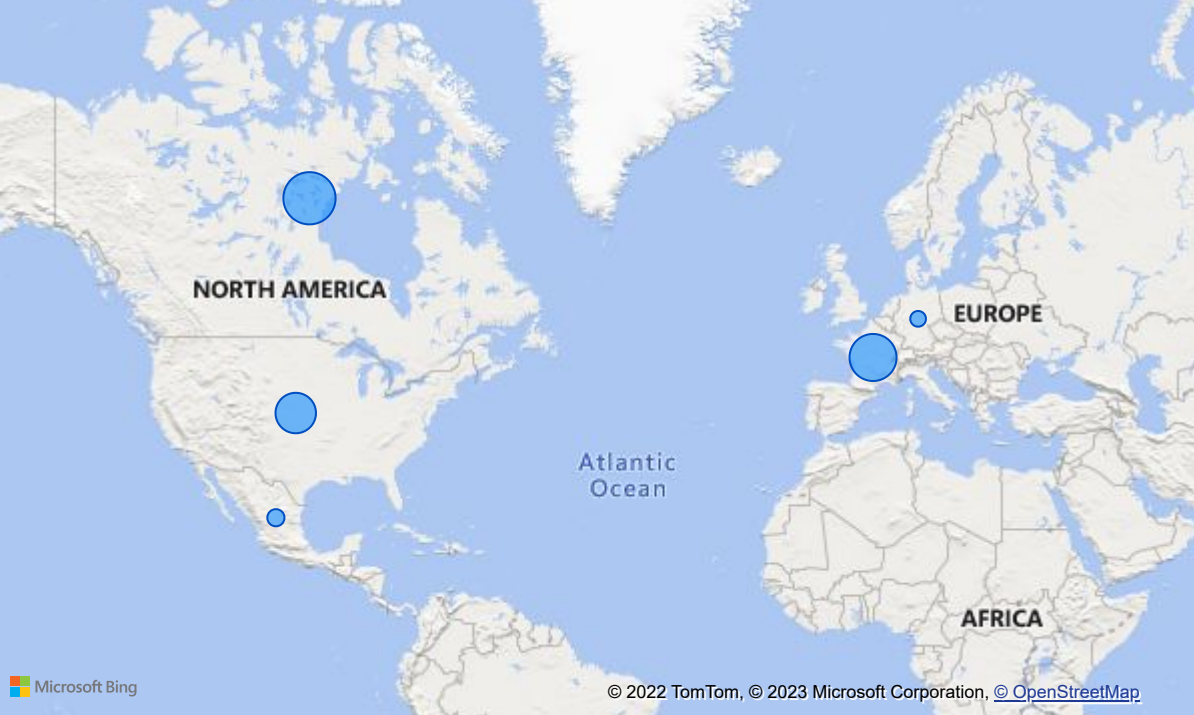 NORTH AMERICA
EUROPE
Atlantic
Ocean
AFRICA
Microsoft Bing
© 2022 TomTom, © 2023 Microsoft Corporation, © OpenStreetMap